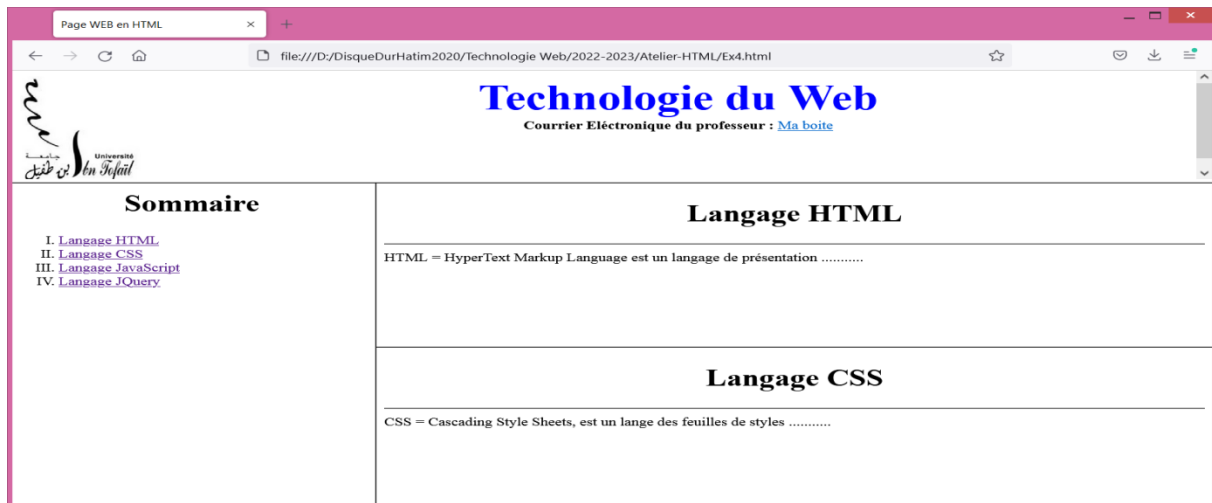 Page WEB en HTML
file:///D:/DisqueDurHatim2020/Technologie Web/2022-2023/Atelier-HTML/Ex4.html
Technologie du Web
Courrier Eléctronique du professeur : Ma boite
Université
جامعة
ابن طفيل Ibn Tofaïl
Sommaire
I. Langage HTML
II. Langage CSS
III. Langage JavaScript
IV. Langage JQuery
Langage HTML
HTML = HyperText Markup Language est un langage de présentation ...........
Langage CSS
CSS = Cascading Style Sheets, est un lange des feuilles de styles ...........